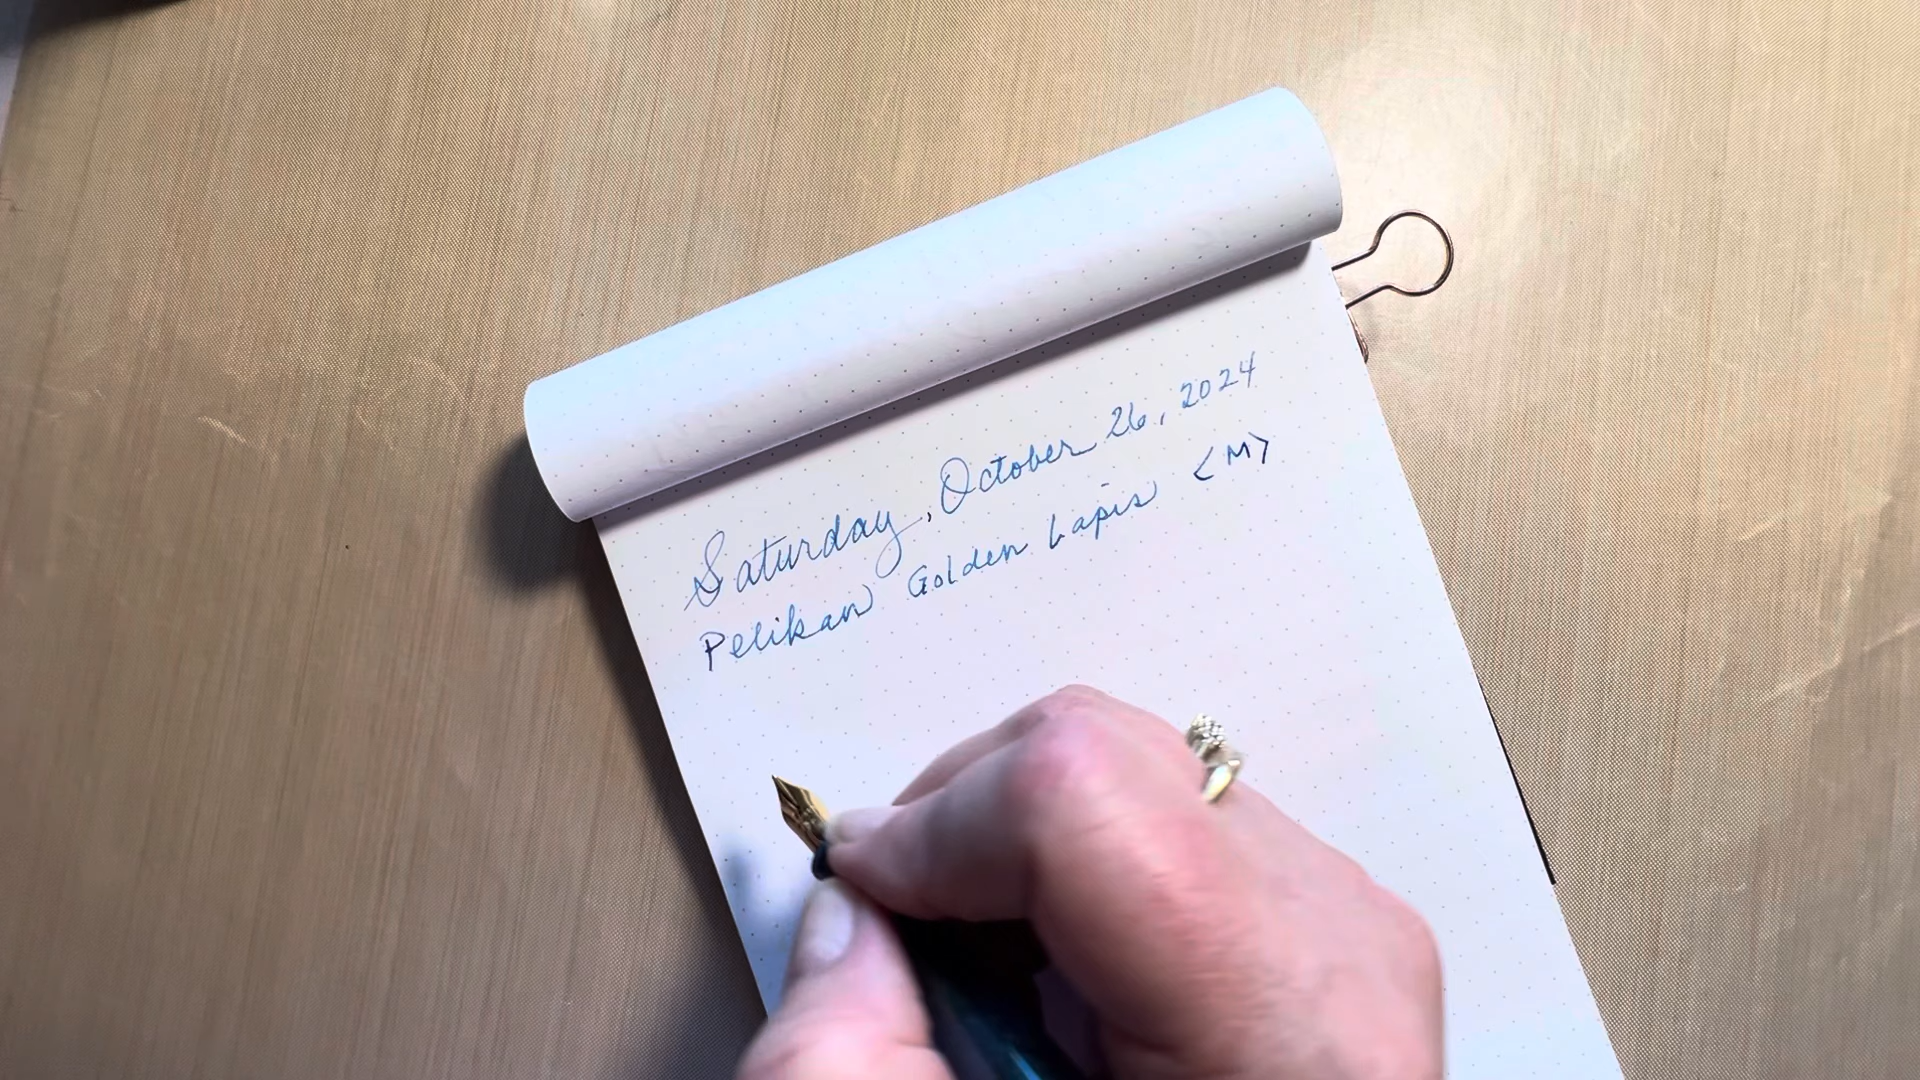 Saturday, October 26, 2024
Pelikan Golden Lapis <M>